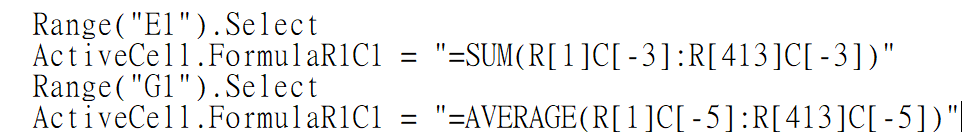 Range("E1").Select
ActiveCell.FormulaR1C1 = "=SUM(R[1]C[-3]:R[413]C[-3])"
Range("G1").Select
ActiveCell.FormulaR1C1 = "=AVERAGE(R[1]C[-5]:R[413]C[-5])"